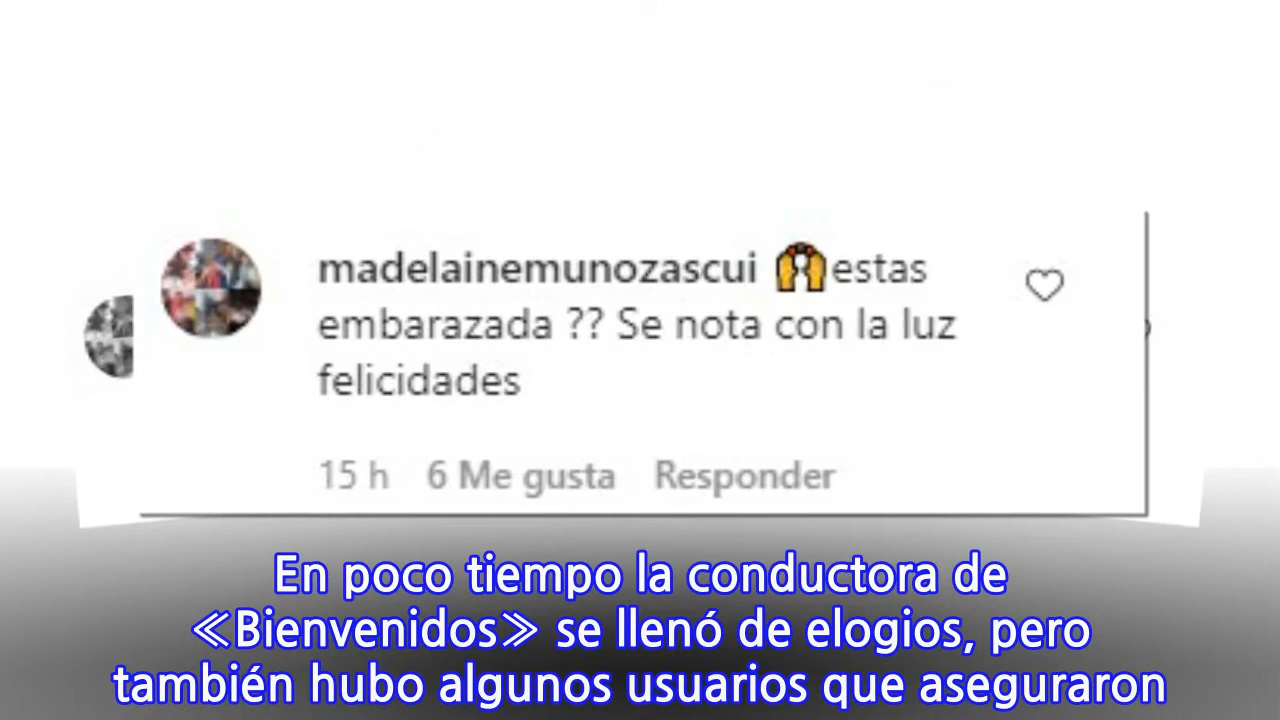 madelainemunozascui 🙌estas
embarazada ?? Se nota con la luz
felicidades
15 h 6 Me gusta Responder
En poco tiempo la conductora de
≪Bienvenidos≫ se llenó de elogios, pero
también hubo algunos usuarios que aseguraron